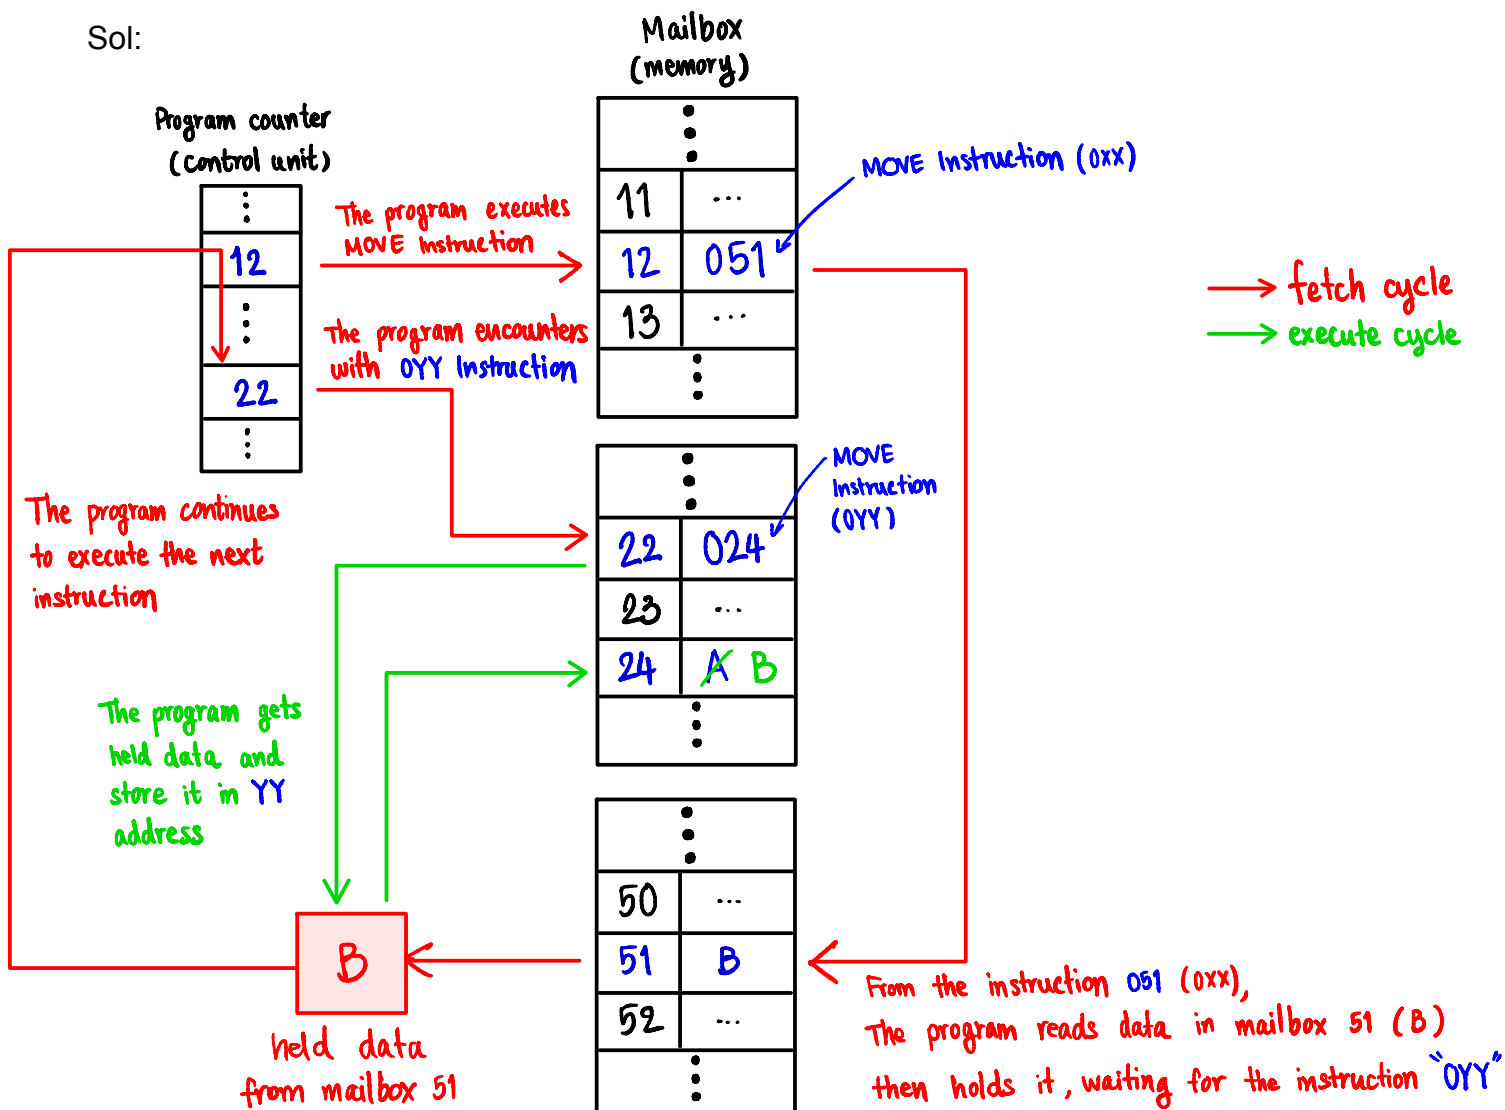 Sol:
Mailbox
(memory)
Program counter
(control unit)
12
22
The program executes
MOVE Instruction
The program encounters
with 0YY Instruction
11 ...
12 051
13 ...
MOVE Instruction (0XX)
fetch cycle
execute cycle
22 024
23 ...
24 A B
MOVE
Instruction
(0YY)
The program continues
to execute the next
instruction
The program gets
held data and
store it in YY
address
50 ...
51 B
52 ...
B
held data
from mailbox 51
From the instruction 051 (0XX),
The program reads data in mailbox 51 (B)
then holds it, waiting for the instruction "0YY"